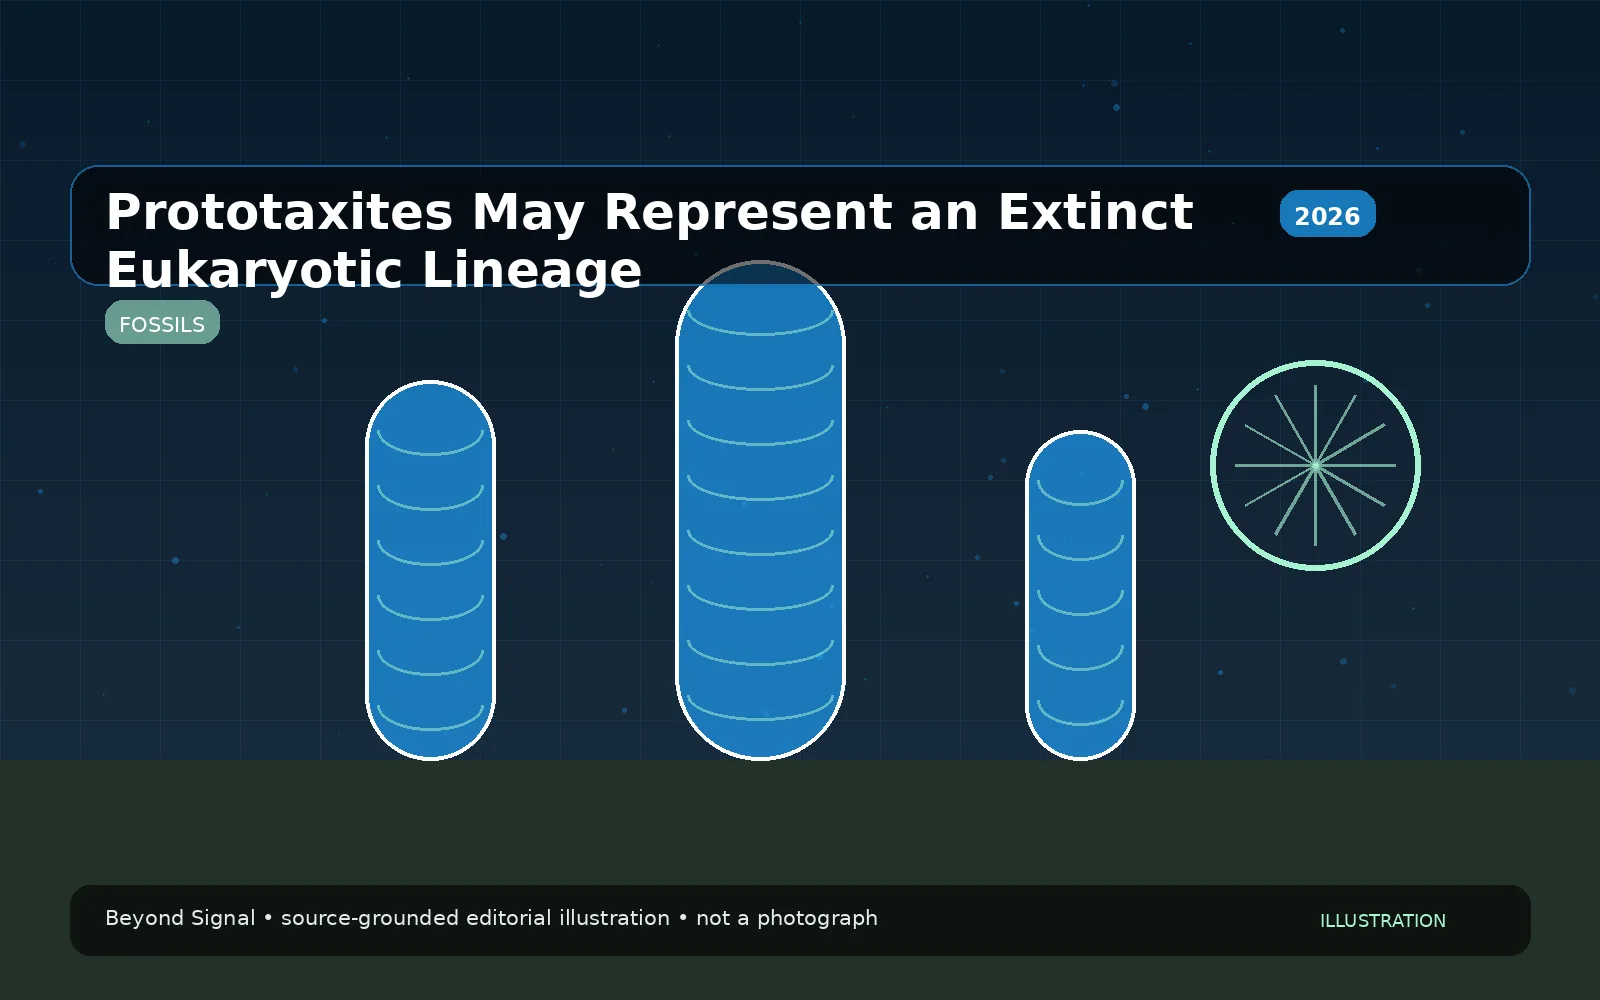 Prototaxites May Represent an Extinct
Eukaryotic Lineage
2026
FOSSILS
Beyond Signal • source-grounded editorial illustration • not a photograph
ILLUSTRATION